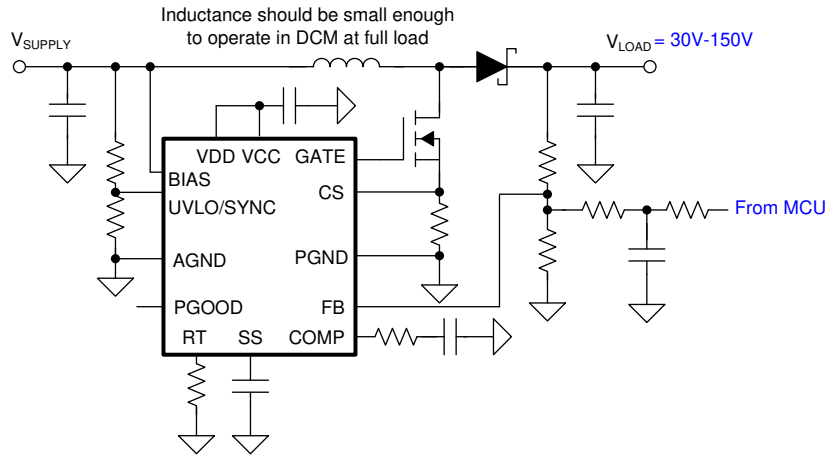 Inductance should be small enough
to operate in DCM at full load
VSUPPLY
VLOAD = 30V-150V
VDD VCC GATE
BIAS
CS
UVLO/SYNC
From MCU
AGND
PGND
PGOOD
FB
RT SS COMP